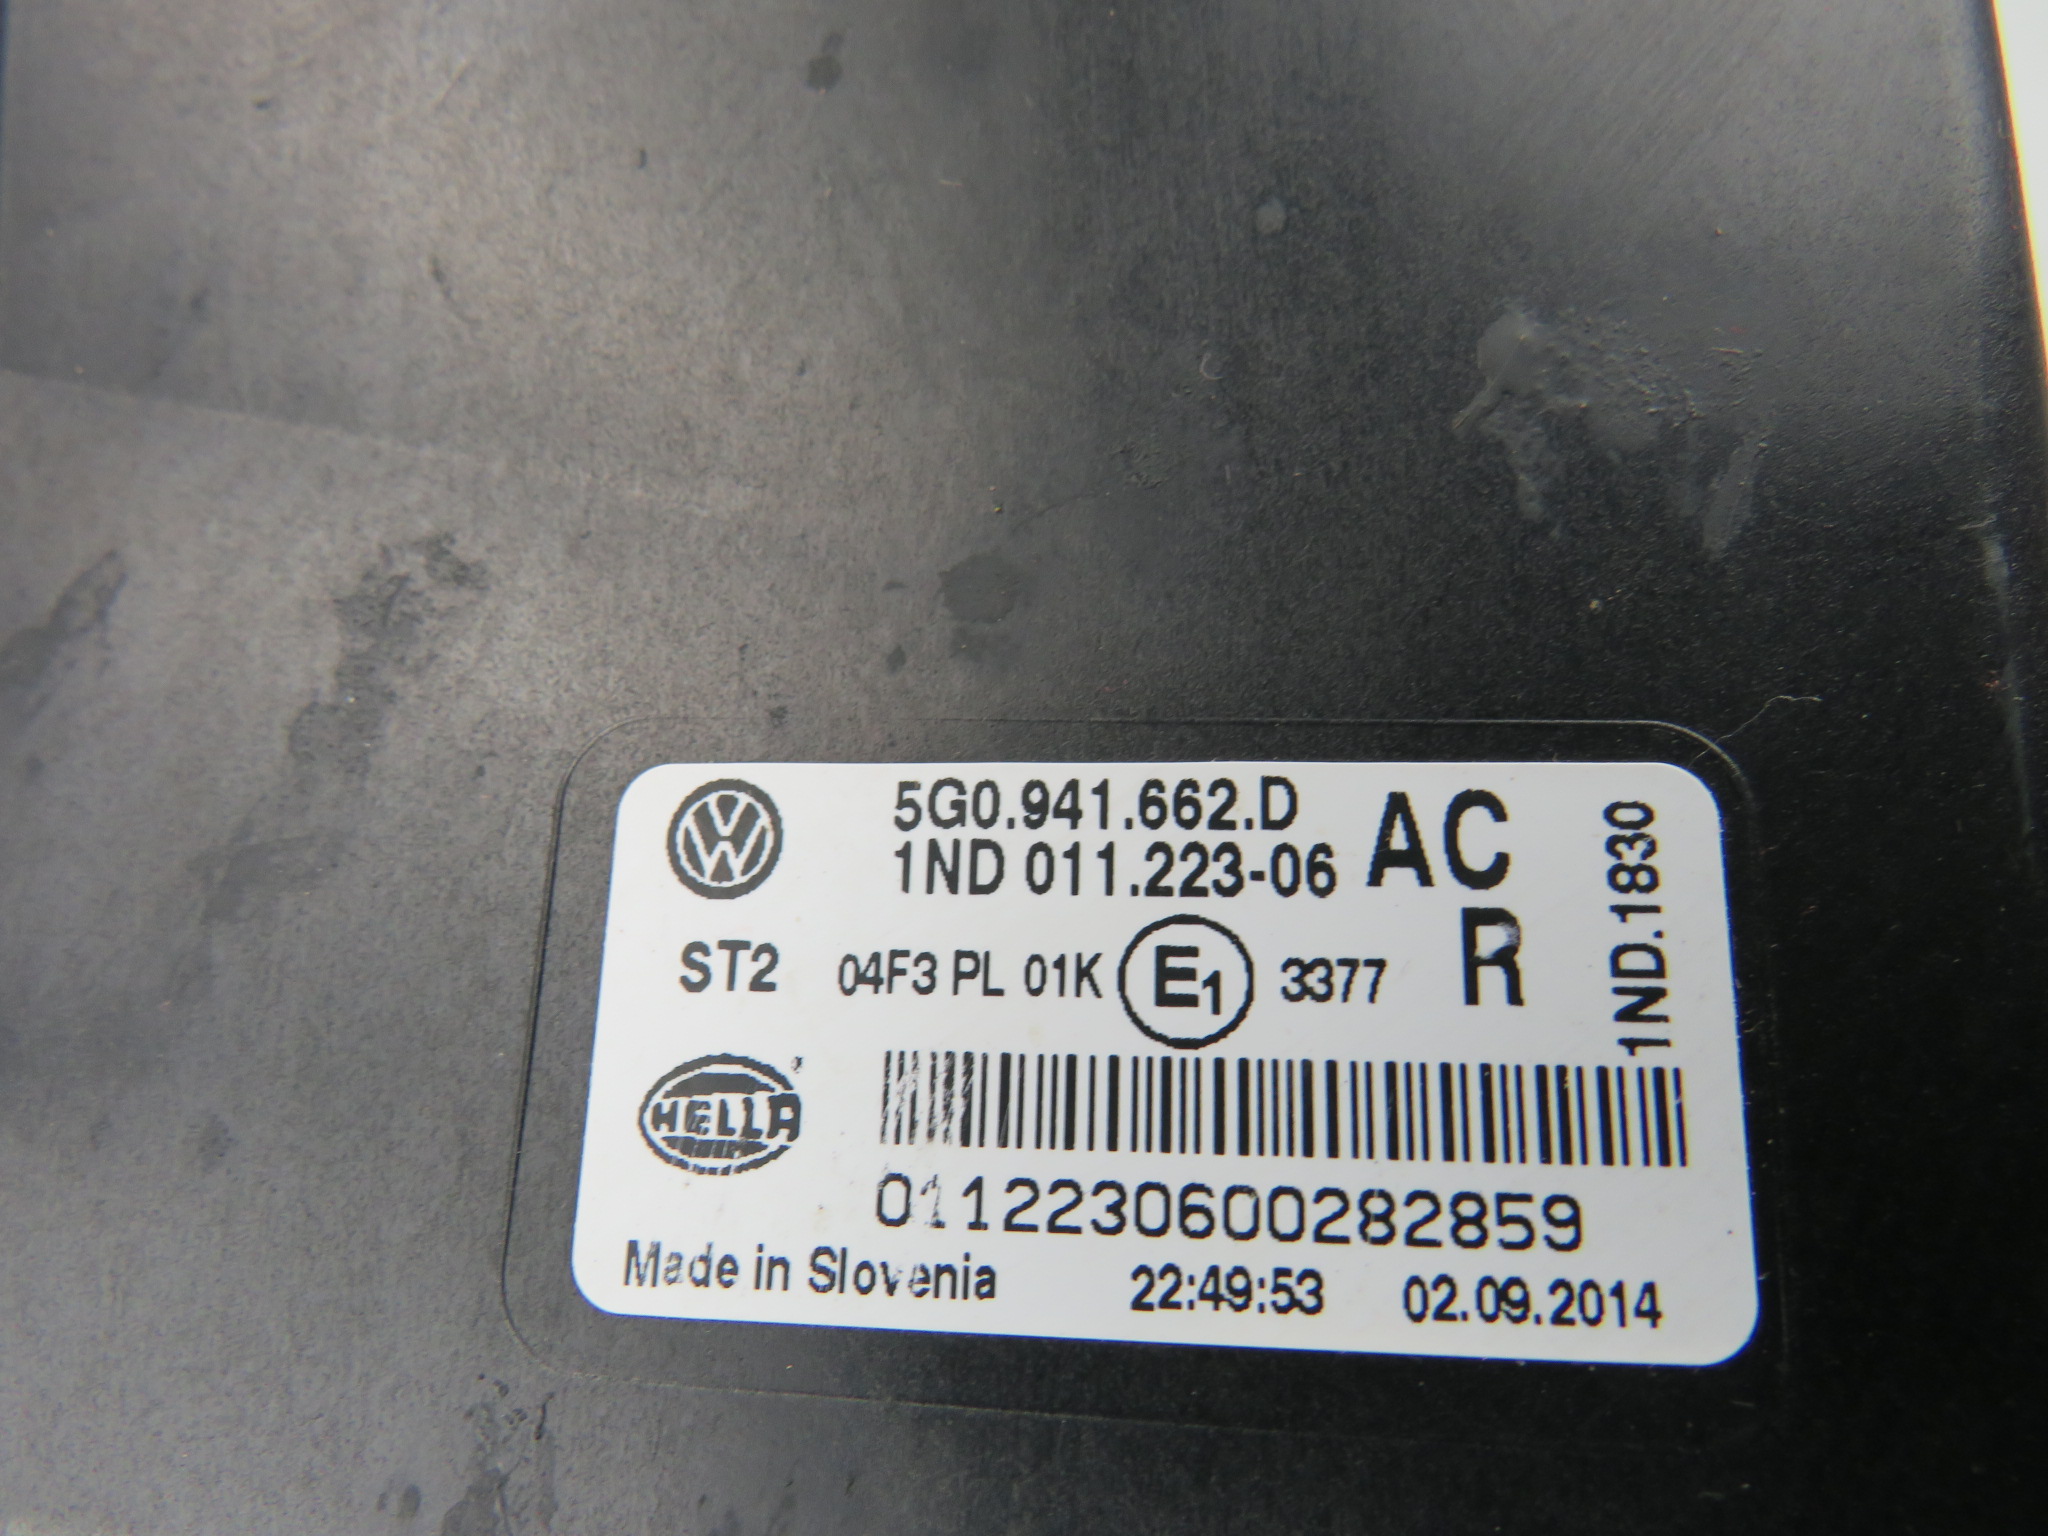 5G0.941.662.D
1ND 011.223-06
AC
R
1ND.1830
ST2
04F3 PL 01K
E1
3377
HELLA
0112230600282859
Made in Slovenia
22:49:53
02.09.2014